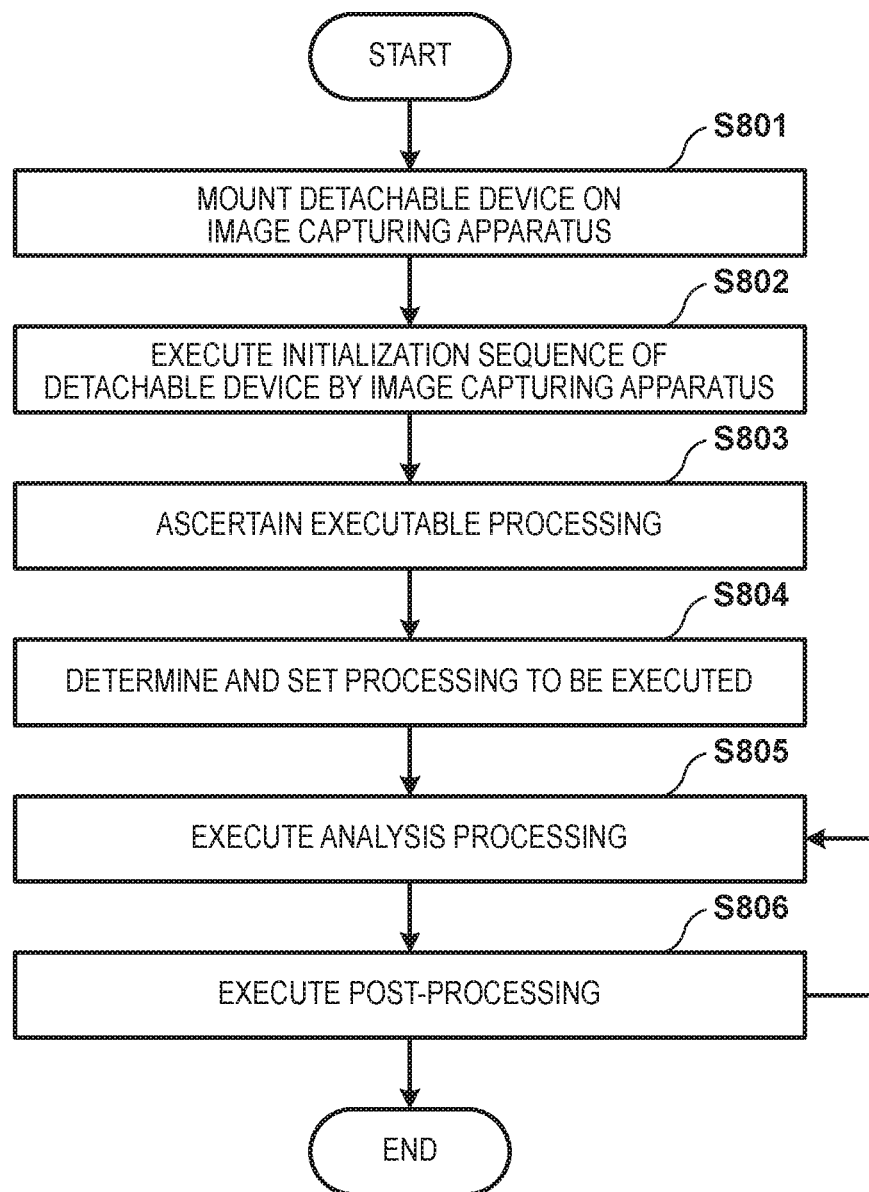 START
S801
MOUNT DETACHABLE DEVICE ON
IMAGE CAPTURING APPARATUS
S802
EXECUTE INITIALIZATION SEQUENCE OF
DETACHABLE DEVICE BY IMAGE CAPTURING APPARATUS
S803
ASCERTAIN EXECUTABLE PROCESSING
S804
DETERMINE AND SET PROCESSING TO BE EXECUTED
S805
EXECUTE ANALYSIS PROCESSING
S806
EXECUTE POST-PROCESSING
END